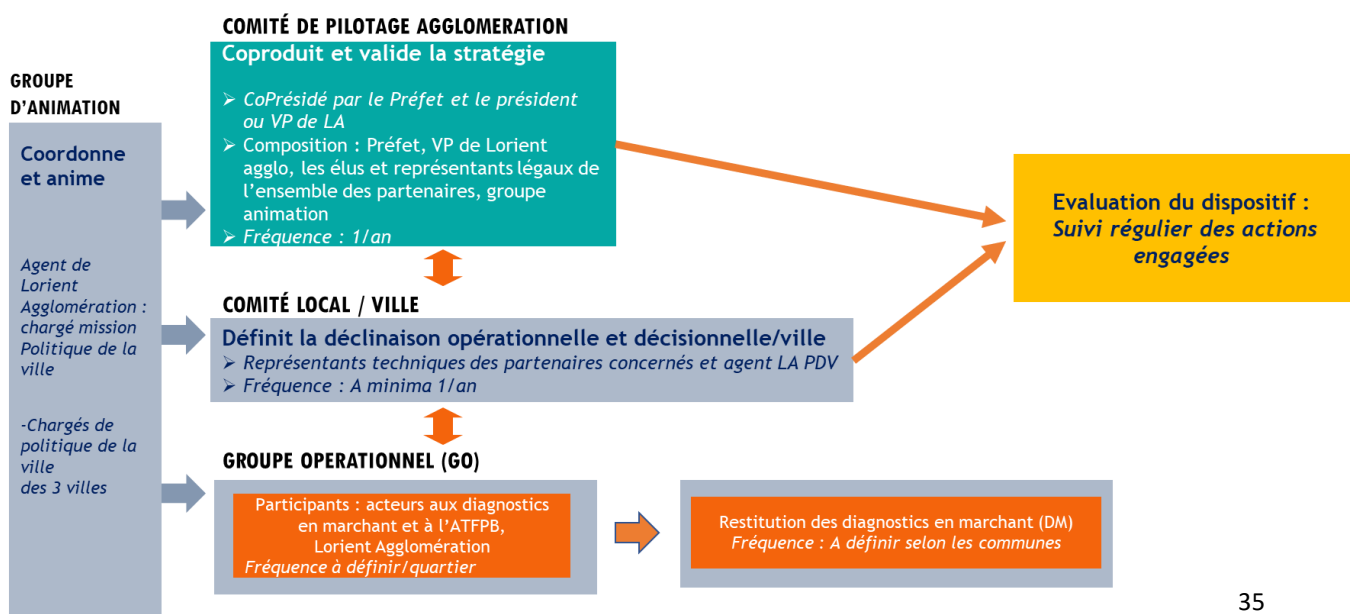 GROUPE
D'ANIMATION
Coordonne
et anime
Agent de
Lorient
Agglomération :
chargé mission
Politique de la
ville
-Chargés de
politique de la
ville
des 3 villes
COMITÉ DE PILOTAGE AGGLOMERATION
Coproduit et valide la stratégie
➢ CoPrésidé par le Préfet et le président
ou VP de LA
➢ Composition : Préfet, VP de Lorient
agglo, les élus et représentants légaux de
l'ensemble des partenaires, groupe
animation
➢ Fréquence : 1/an
COMITÉ LOCAL / VILLE
Définit la déclinaison opérationnelle et décisionnelle/ville
➢ Représentants techniques des partenaires concernés et agent LA PDV
➢ Fréquence : A minima 1/an
GROUPE OPERATIONNEL (GO)
Participants : acteurs aux diagnostics
en marchant et à l'ATFPB,
Lorient Agglomération
Fréquence à définir/quartier
Restitution des diagnostics en marchant (DM)
Fréquence : A définir selon les communes
Evaluation du dispositif :
Suivi régulier des actions
engagées
35